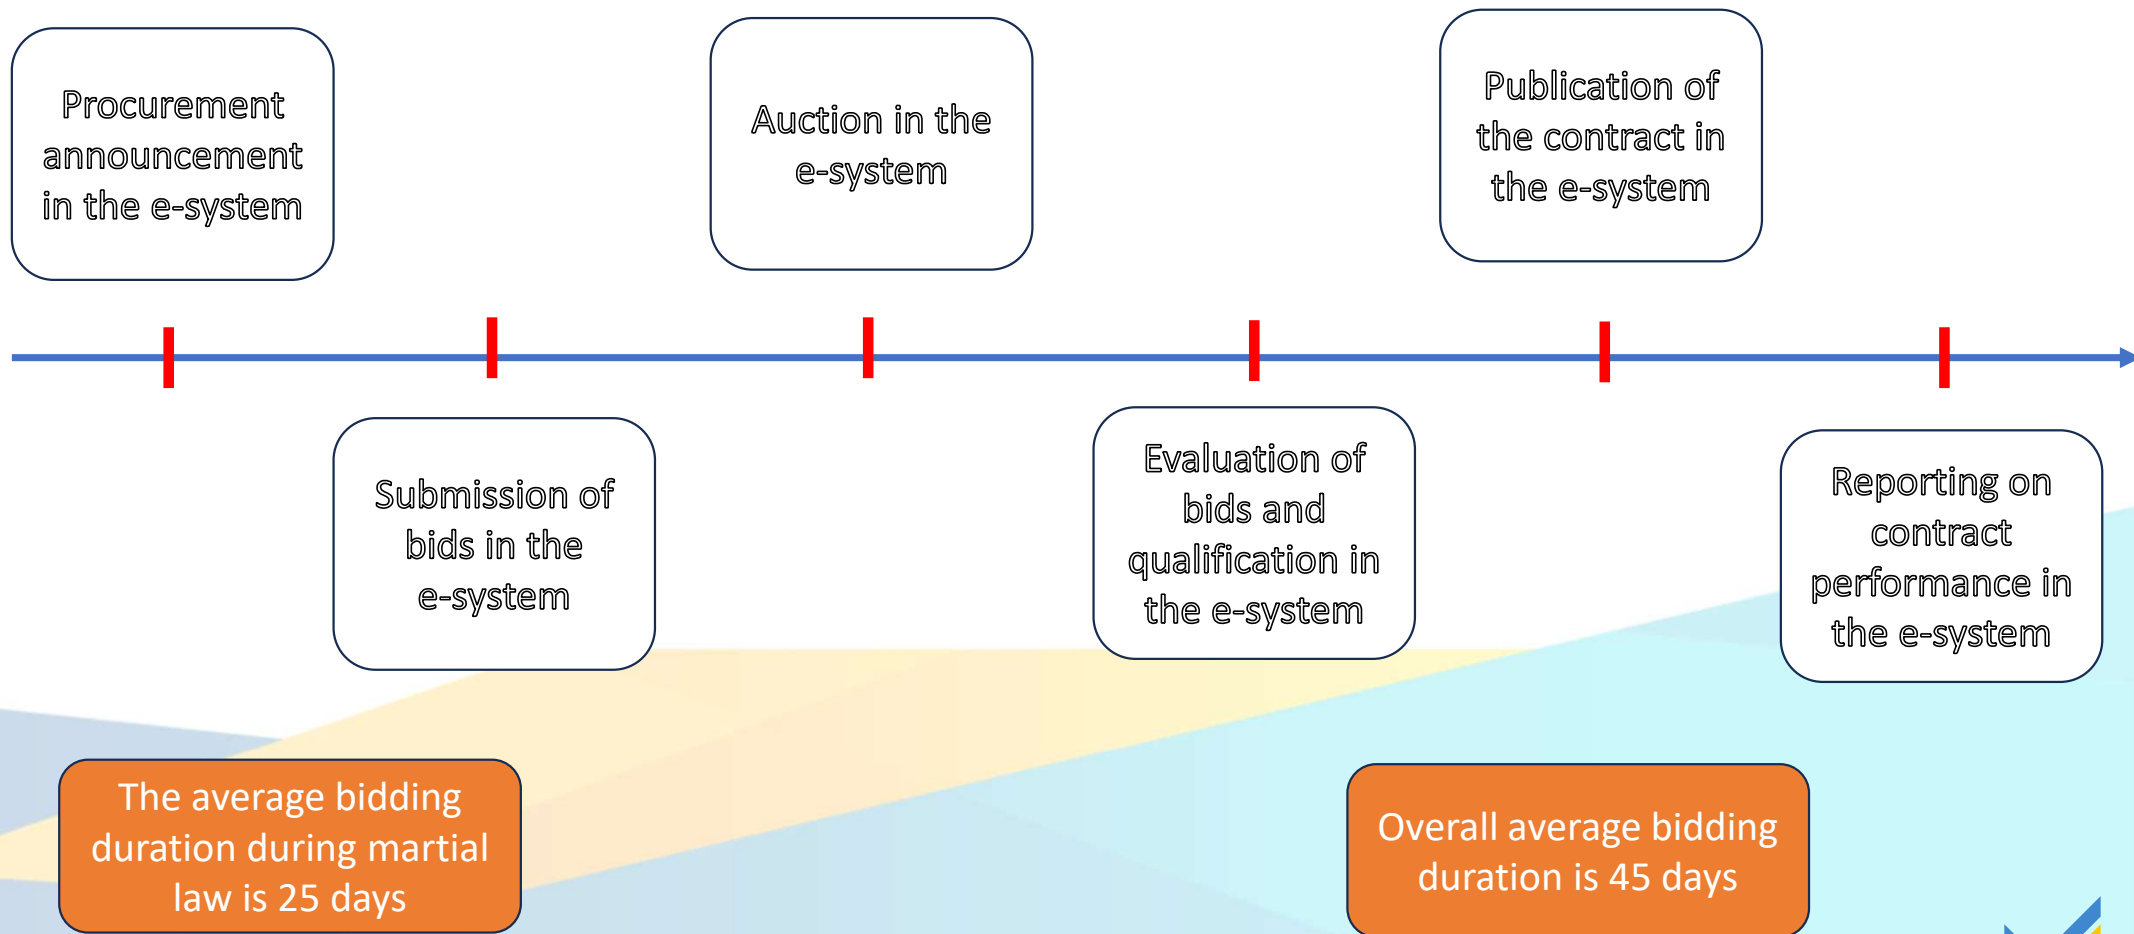 Procurement
announcement
in the e-system
Submission of
bids in the
e-system
Auction in the
e-system
Evaluation of
bids and
qualification in
the e-system
Publication of
the contract in
the e-system
Reporting on
contract
performance in
the e-system
The average bidding
duration during martial
law is 25 days
Overall average bidding
duration is 45 days